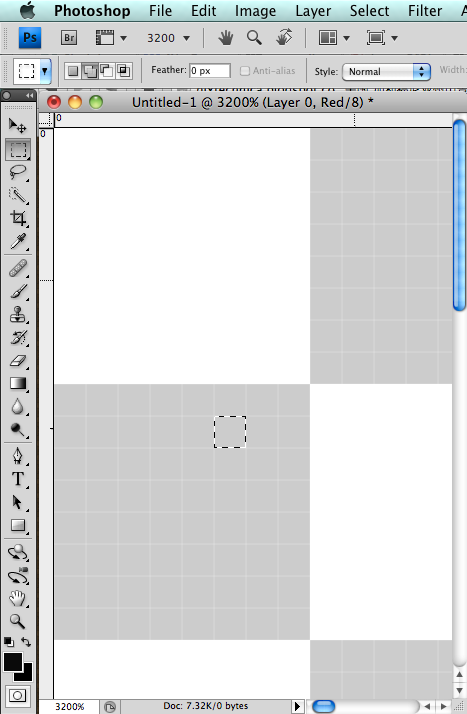 Photoshop File Edit Image Layer Select Filter A
Ps Br 3200
Feather: 0 px Anti-alias Style: Normal Width:
Untitled-1 @ 3200% (Layer 0, Red/8) *
0
0
T
3200% Doc: 7.32K/0 bytes